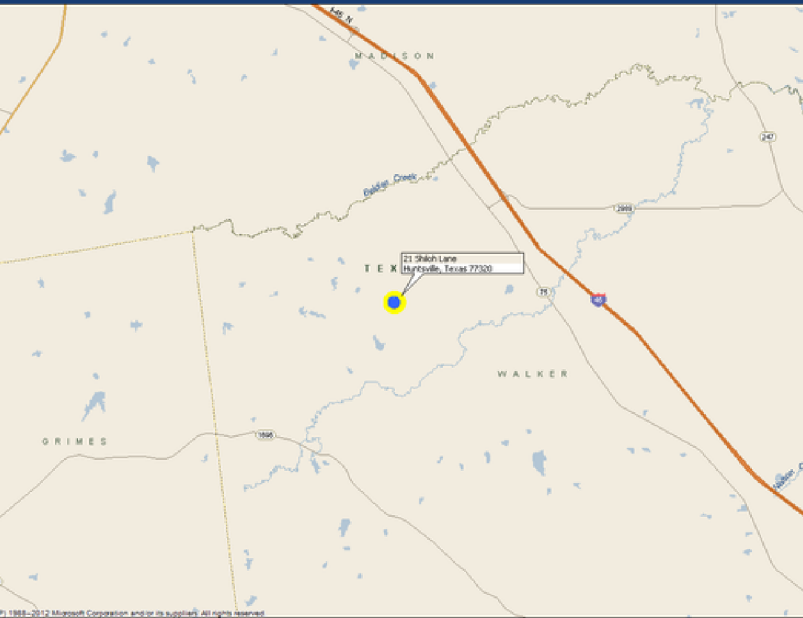 I-45 N
MADISON
247
Creek
2989
21 Shiloh Lane
Huntsville, Texas 77320
TEX
75
45
WALKER
GRIMES
1696
1988-2012 Microsoft Corporation and/or its suppliers. All rights reserved.